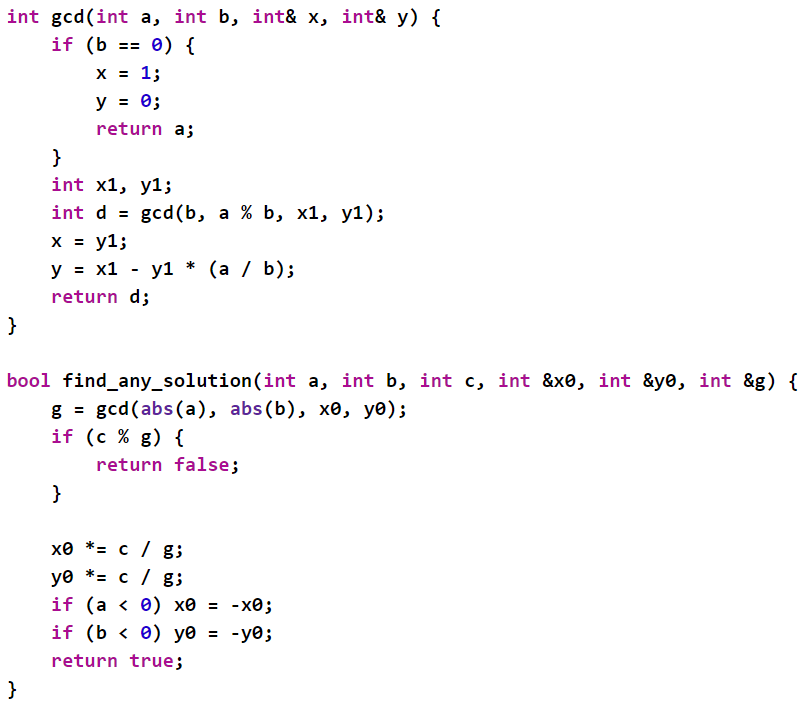 int gcd(int a, int b, int& x, int& y) {
    if (b == 0) {
        x = 1;
        y = 0;
        return a;
    }
    int x1, y1;
    int d = gcd(b, a % b, x1, y1);
    x = y1;
    y = x1 - y1 * (a / b);
    return d;
}

bool find_any_solution(int a, int b, int c, int &x0, int &y0, int &g) {
    g = gcd(abs(a), abs(b), x0, y0);
    if (c % g) {
        return false;
    }

    x0 *= c / g;
    y0 *= c / g;
    if (a < 0) x0 = -x0;
    if (b < 0) y0 = -y0;
    return true;
}